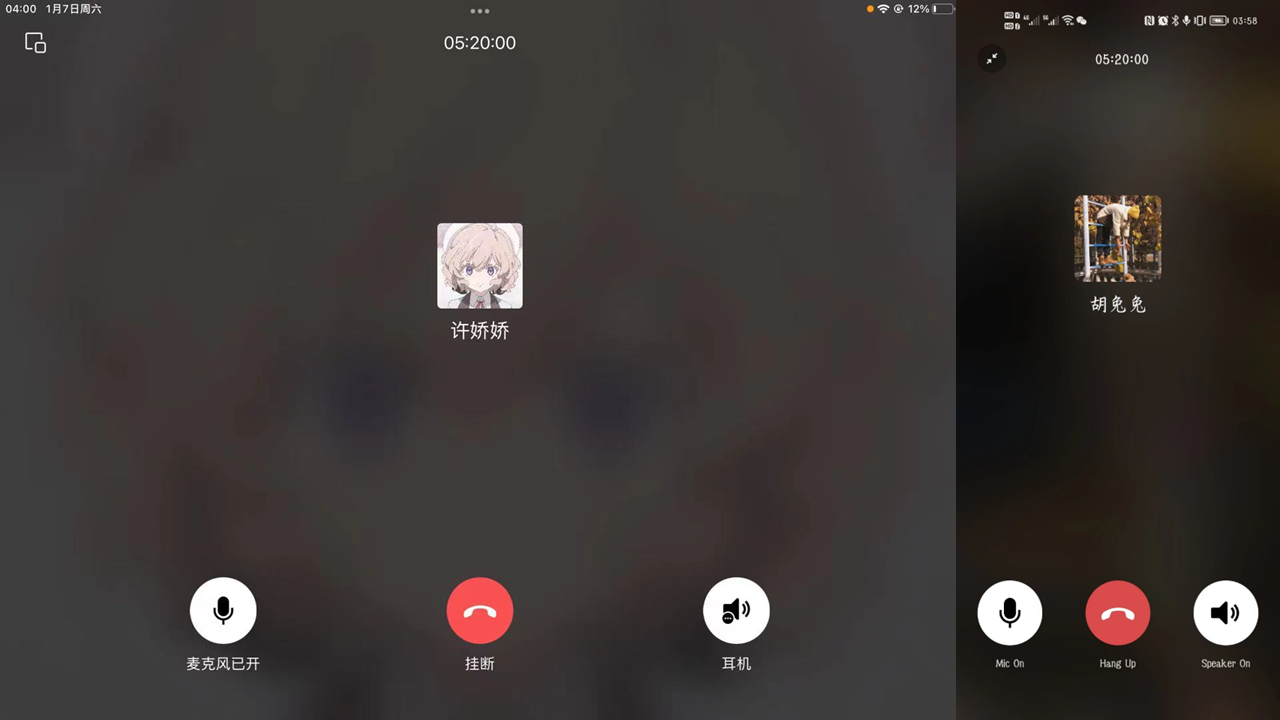 04:00 1月7日周六
12%
05:20:00
许娇娇
麦克风已开
挂断
耳机
03:58
05:20:00
胡兔兔
Mic On
Hang Up
Speaker On